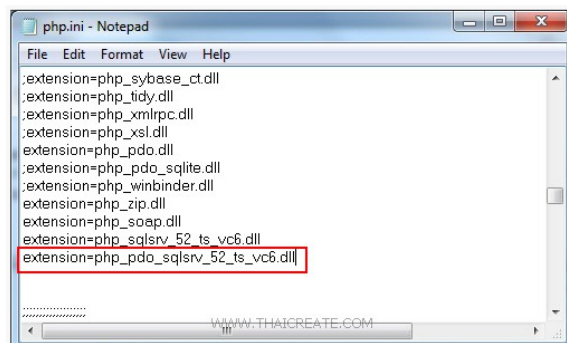 php.ini - Notepad
File Edit Format View Help
;extension=php_sybase_ct.dll
;extension=php_tidy.dll
;extension=php_xmlrpc.dll
;extension=php_xsl.dll
extension=php_pdo.dll
;extension=php_pdo_sqlite.dll
;extension=php_winbinder.dll
extension=php_zip.dll
extension=php_soap.dll
extension=php_sqlsrv_52_ts_vc6.dll
extension=php_pdo_sqlsrv_52_ts_vc6.dll
;;;;;;;;;;;;;;;;;;;
WWW.THAICREATE.COM